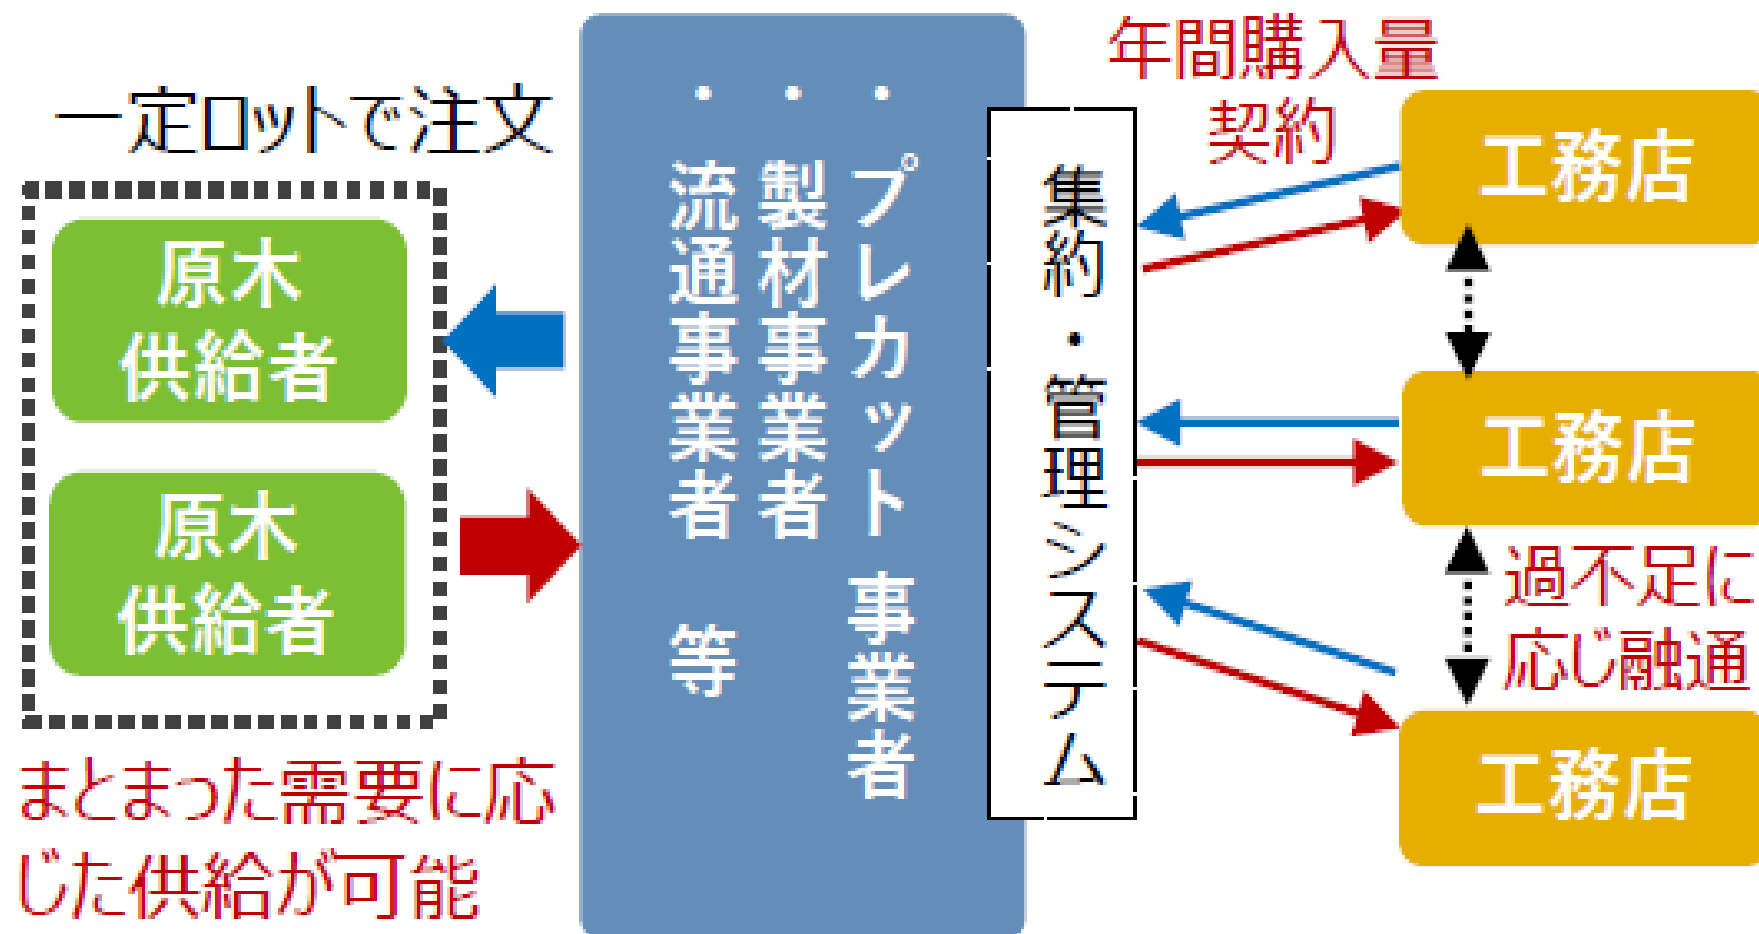 一定ロットで注文
原木
供給者
原木
供給者
まとまった需要に応
じた供給が可能
・プレカット事業者
・製材事業者
・流通事業者 等
集約・管理システム
年間購入量
契約
工務店
工務店
過不足に
応じ融通
工務店